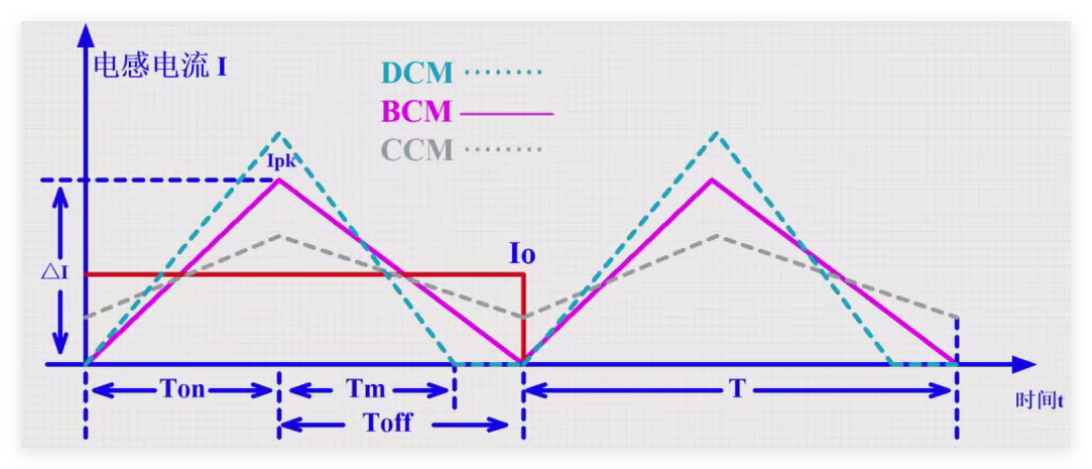 电感电流 I
DCM
BCM
CCM
Ipk
Io
△I
Ton
Tm
T
Toff
时间t